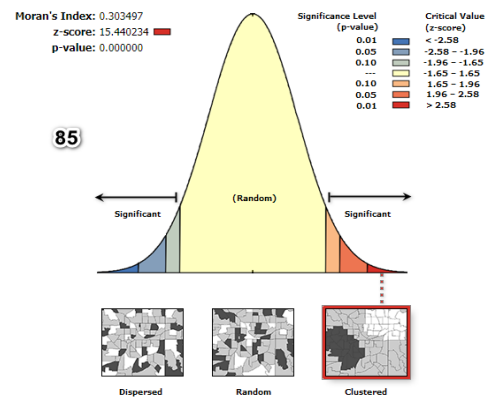 Moran's Index: 0.303497
z-score: 15.440234
p-value: 0.000000
Significance Level
(p-value)
Critical Value
(z-score)
0.01 < -2.58
0.05 -2.58 - -1.96
0.10 -1.96 - -1.65
--- -1.65 - 1.65
0.10 1.65 - 1.96
0.05 1.96 - 2.58
0.01 > 2.58
85
(Random)
Significant
Significant
Dispersed
Random
Clustered